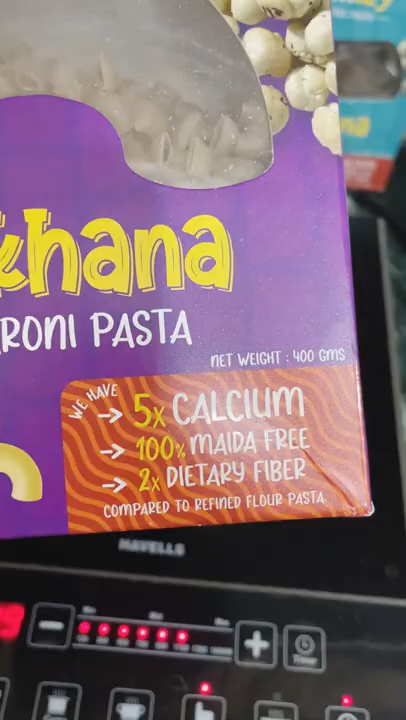 khana
RONI PASTA
NET WEIGHT : 400 GMS
WE HAVE
5x CALCIUM
100% MAIDA FREE
2x DIETARY FIBER
COMPARED TO REFINED FLOUR PASTA
HAVELLS
Timer